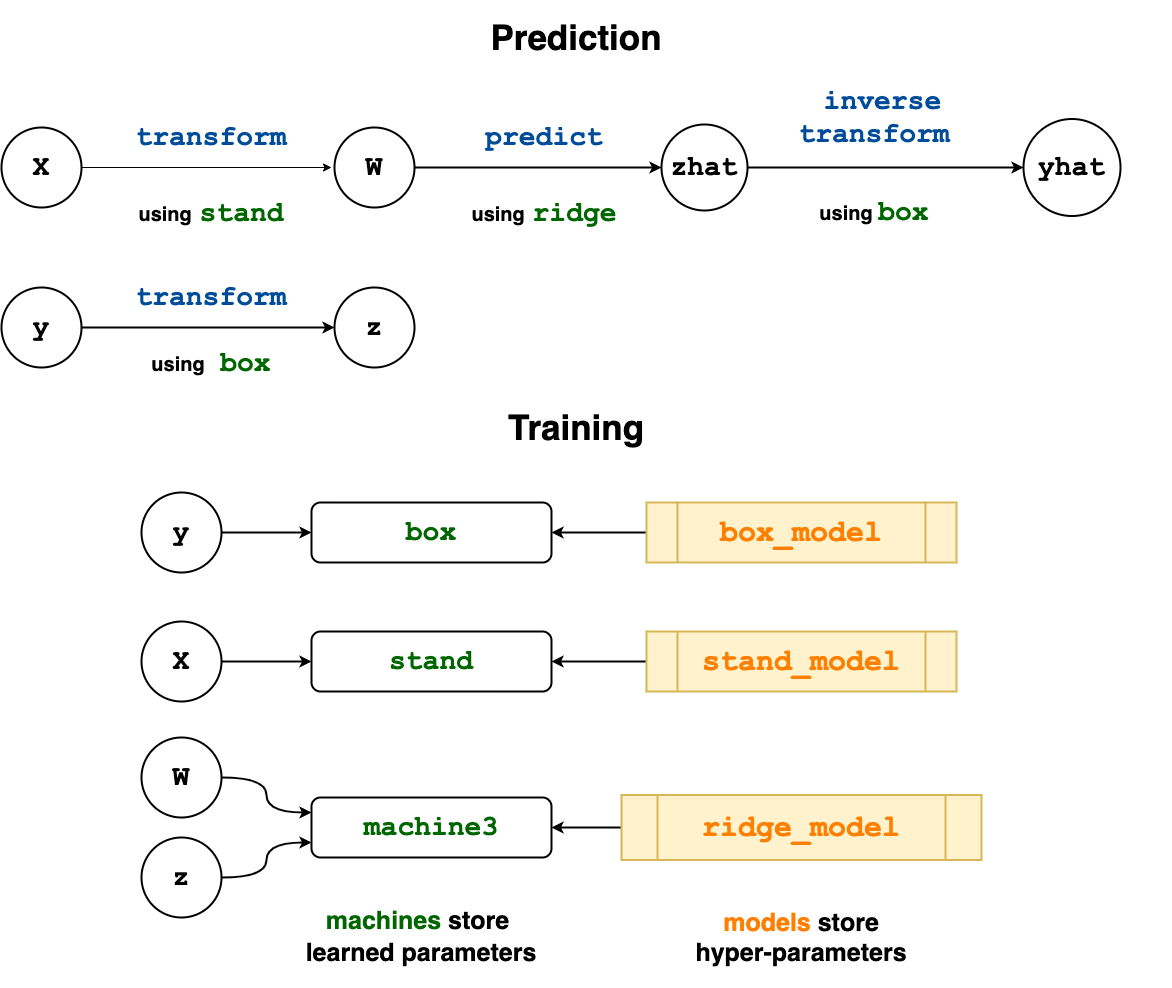 Prediction
inverse
transform predict transform
X W zhat yhat
using stand using ridge using box
transform
y z
using box
Training
y box box_model
X stand stand_model
W
machine3 ridge_model
z
machines store models store
learned parameters hyper-parameters